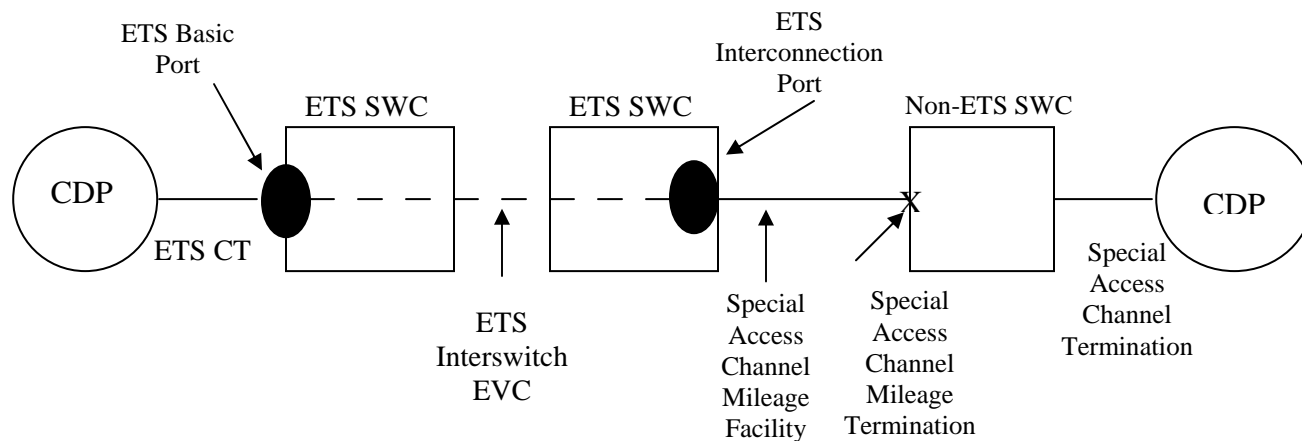 ETS Basic
Port
ETS
Interconnection
Port
ETS SWC
ETS SWC
Non-ETS SWC
CDP
X
CDP
ETS CT
ETS
Interswitch
EVC
Special
Access
Channel
Mileage
Facility
Special
Access
Channel
Mileage
Termination
Special
Access
Channel
Termination